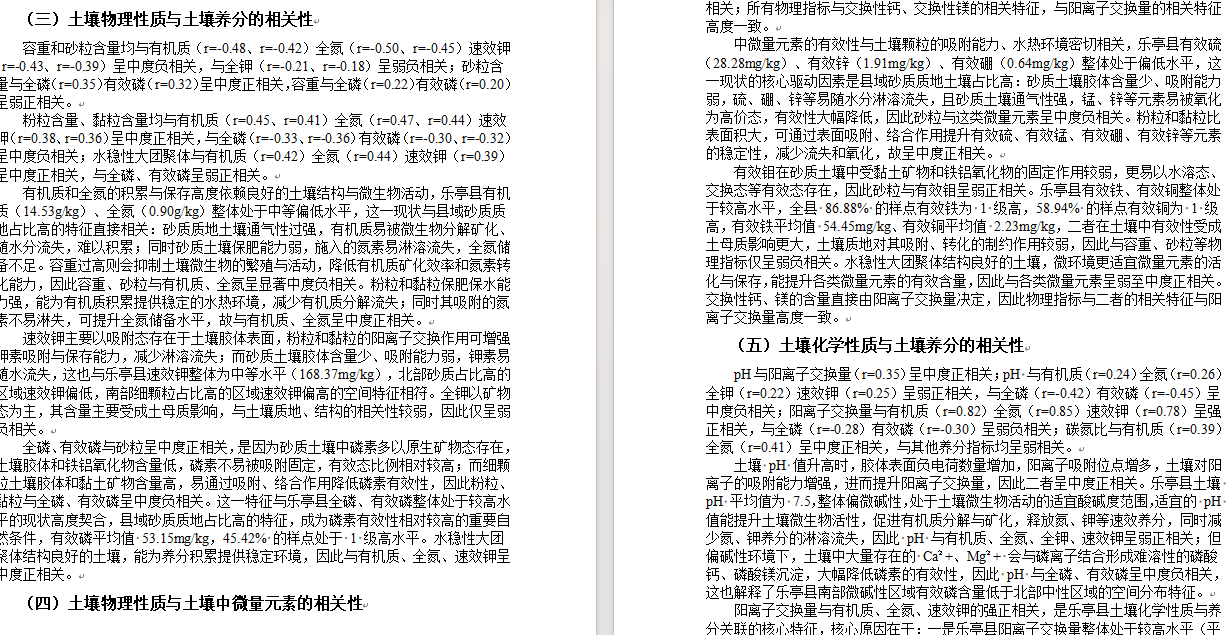 （三）土壤物理性质与土壤养分的相关性
容重和砂粒含量均与有机质（r=-0.48、r=-0.42）全氮（r=-0.50、r=-0.45）速效钾
r=-0.43、r=-0.39）呈中度负相关，与全钾（r=-0.21、r=-0.18）呈弱负相关；砂粒含
量与全磷(r=0.35)有效磷(r=0.32)呈中度正相关,容重与全磷(r=0.22)有效磷(r=0.20)
呈弱正相关。
粉粒含量、黏粒含量均与有机质（r=0.45、r=0.41）全氮（r=0.47、r=0.44）速效
钾(r=0.38、r=0.36)呈中度正相关，与全磷(r=-0.33、r=-0.36)有效磷(r=-0.30、r=-0.32)
呈中度负相关；水稳性大团聚体与有机质（r=0.42）全氮（r=0.44）速效钾（r=0.39）
呈中度正相关，与全磷、有效磷呈弱正相关。
有机质和全氮的积累与保存高度依赖良好的土壤结构与微生物活动，乐亭县有机
质（14.53g/kg）、全氮（0.90g/kg）整体处于中等偏低水平，这一现状与县域砂质质
地占比高的特征直接相关：砂质质地土壤通气性过强，有机质易被微生物分解矿化、
随水分流失，难以积累；同时砂质土壤保肥能力弱，施入的氮素易淋溶流失，全氮储
备不足。容重过高则会抑制土壤微生物的繁殖与活动，降低有机质矿化效率和氮素转
化能力，因此容重、砂粒与有机质、全氮呈显著中度负相关。粉粒和黏粒保肥保水能
力强，能为有机质积累提供稳定的水热环境，减少有机质分解流失；同时其吸附的氮
素不易淋失，可提升全氮储备水平，故与有机质、全氮呈中度正相关。
速效钾主要以吸附态存在于土壤胶体表面，粉粒和黏粒的阳离子交换作用可增强
钾素吸附与保存能力，减少淋溶流失；而砂质土壤胶体含量少、吸附能力弱，钾素易
随水流失，这也与乐亭县速效钾整体为中等水平（168.37mg/kg），北部砂质占比高的
区域速效钾偏低，南部细颗粒占比高的区域速效钾偏高的空间特征相符。全钾以矿物
态为主，其含量主要受成土母质影响，与土壤质地、结构的相关性较弱，因此仅呈弱
负相关。
全磷、有效磷与砂粒呈中度正相关，是因为砂质土壤中磷素多以原生矿物态存在，
土壤胶体和铁铝氧化物含量低，磷素不易被吸附固定，有效态比例相对较高；而细颗
粒土壤胶体和黏土矿物含量高，易通过吸附、络合作用降低磷素有效性，因此粉粒、
黏粒与全磷、有效磷呈中度负相关。这一特征与乐亭县全磷、有效磷整体处于较高水
平的现状高度契合，县域砂质质地占比高的特征，成为磷素有效性相对较高的重要自
然条件，有效磷平均值 53.15mg/kg，45.42% 的样点处于 1 级高水平。水稳性大团
聚体结构良好的土壤，能为养分积累提供稳定环境，因此与有机质、全氮、速效钾呈
中度正相关。
（四）土壤物理性质与土壤中微量元素的相关性
相关；所有物理指标与交换性钙、交换性镁的相关特征，与阳离子交换量的相关特征
高度一致。
中微量元素的有效性与土壤颗粒的吸附能力、水热环境密切相关，乐亭县有效硫
（28.28mg/kg）、有效锌（1.91mg/kg）、有效硼（0.64mg/kg）整体处于偏低水平，这
一现状的核心驱动因素是县域砂质质地土壤占比高：砂质土壤胶体含量少、吸附能力
弱，硫、硼、锌等易随水分淋溶流失，且砂质土壤通气性强，锰、锌等元素易被氧化
为高价态，有效性大幅降低，因此砂粒与这类微量元素呈中度负相关。粉粒和黏粒比
表面积大，可通过表面吸附、络合作用提升有效硫、有效锰、有效硼、有效锌等元素
的稳定性，减少流失和氧化，故呈中度正相关。
有效钼在砂质土壤中受黏土矿物和铁铝氧化物的固定作用较弱，更易以水溶态、
交换态等有效态存在，因此砂粒与有效钼呈弱正相关。乐亭县有效铁、有效铜整体处
于较高水平，全县 86.88% 的样点有效铁为 1 级高，58.94% 的样点有效铜为 1 级
高，有效铁平均值 54.45mg/kg、有效铜平均值 2.23mg/kg，二者在土壤中有效性受成
土母质影响更大，土壤质地对其吸附、转化的制约作用较弱，因此与容重、砂粒等物
理指标仅呈弱负相关。水稳性大团聚体结构良好的土壤，微环境更适宜微量元素的活
化与保存,能提升各类微量元素的有效含量，因此与各类微量元素呈弱至中度正相关。
交换性钙、镁的含量直接由阳离子交换量决定，因此物理指标与二者的相关特征与阳
离子交换量高度一致。
（五）土壤化学性质与土壤养分的相关性
pH 与阳离子交换量(r=0.35)呈中度正相关;pH 与有机质(r=0.24)全氮(r=0.26)
全钾（r=0.22）速效钾（r=0.25）呈弱正相关，与全磷（r=-0.42）有效磷（r=-0.45）呈
中度负相关；阳离子交换量与有机质（r=0.82）全氮（r=0.85）速效钾（r=0.78）呈强
正相关，与全磷（r=-0.28）有效磷（r=-0.30）呈弱负相关；碳氮比与有机质(r=0.39)
全氮（r=0.41）呈中度正相关，与其他养分指标均呈弱相关。
土壤 pH 值升高时，胶体表面负电荷数量增加，阳离子吸附位点增多，土壤对阳
离子的吸附能力增强，进而提升阳离子交换量，因此二者呈中度正相关。乐亭县土壤
pH 平均值为 7.5,整体偏微碱性,处于土壤微生物活动的适宜酸碱度范围,适宜的 pH
值能提升土壤微生物活性，促进有机质分解与矿化，释放氮、钾等速效养分，同时减
少氮、钾养分的淋溶流失，因此 pH 与有机质、全氮、全钾、速效钾呈弱正相关；但
偏碱性环境下，土壤中大量存在的 Ca²+、Mg²+ 会与磷离子结合形成难溶性的磷酸
钙、磷酸镁沉淀，大幅降低磷素的有效性，因此 pH 与全磷、有效磷呈中度负相关，
这也解释了乐亭县南部微碱性区域有效磷含量低于北部中性区域的空间分布特征。
阳离子交换量与有机质、全氮、速效钾的强正相关，是乐亭县土壤化学性质与养
分关联的核心特征，核心原因在于：一是乐亭县阳离子交换量整体处于较高水平（平